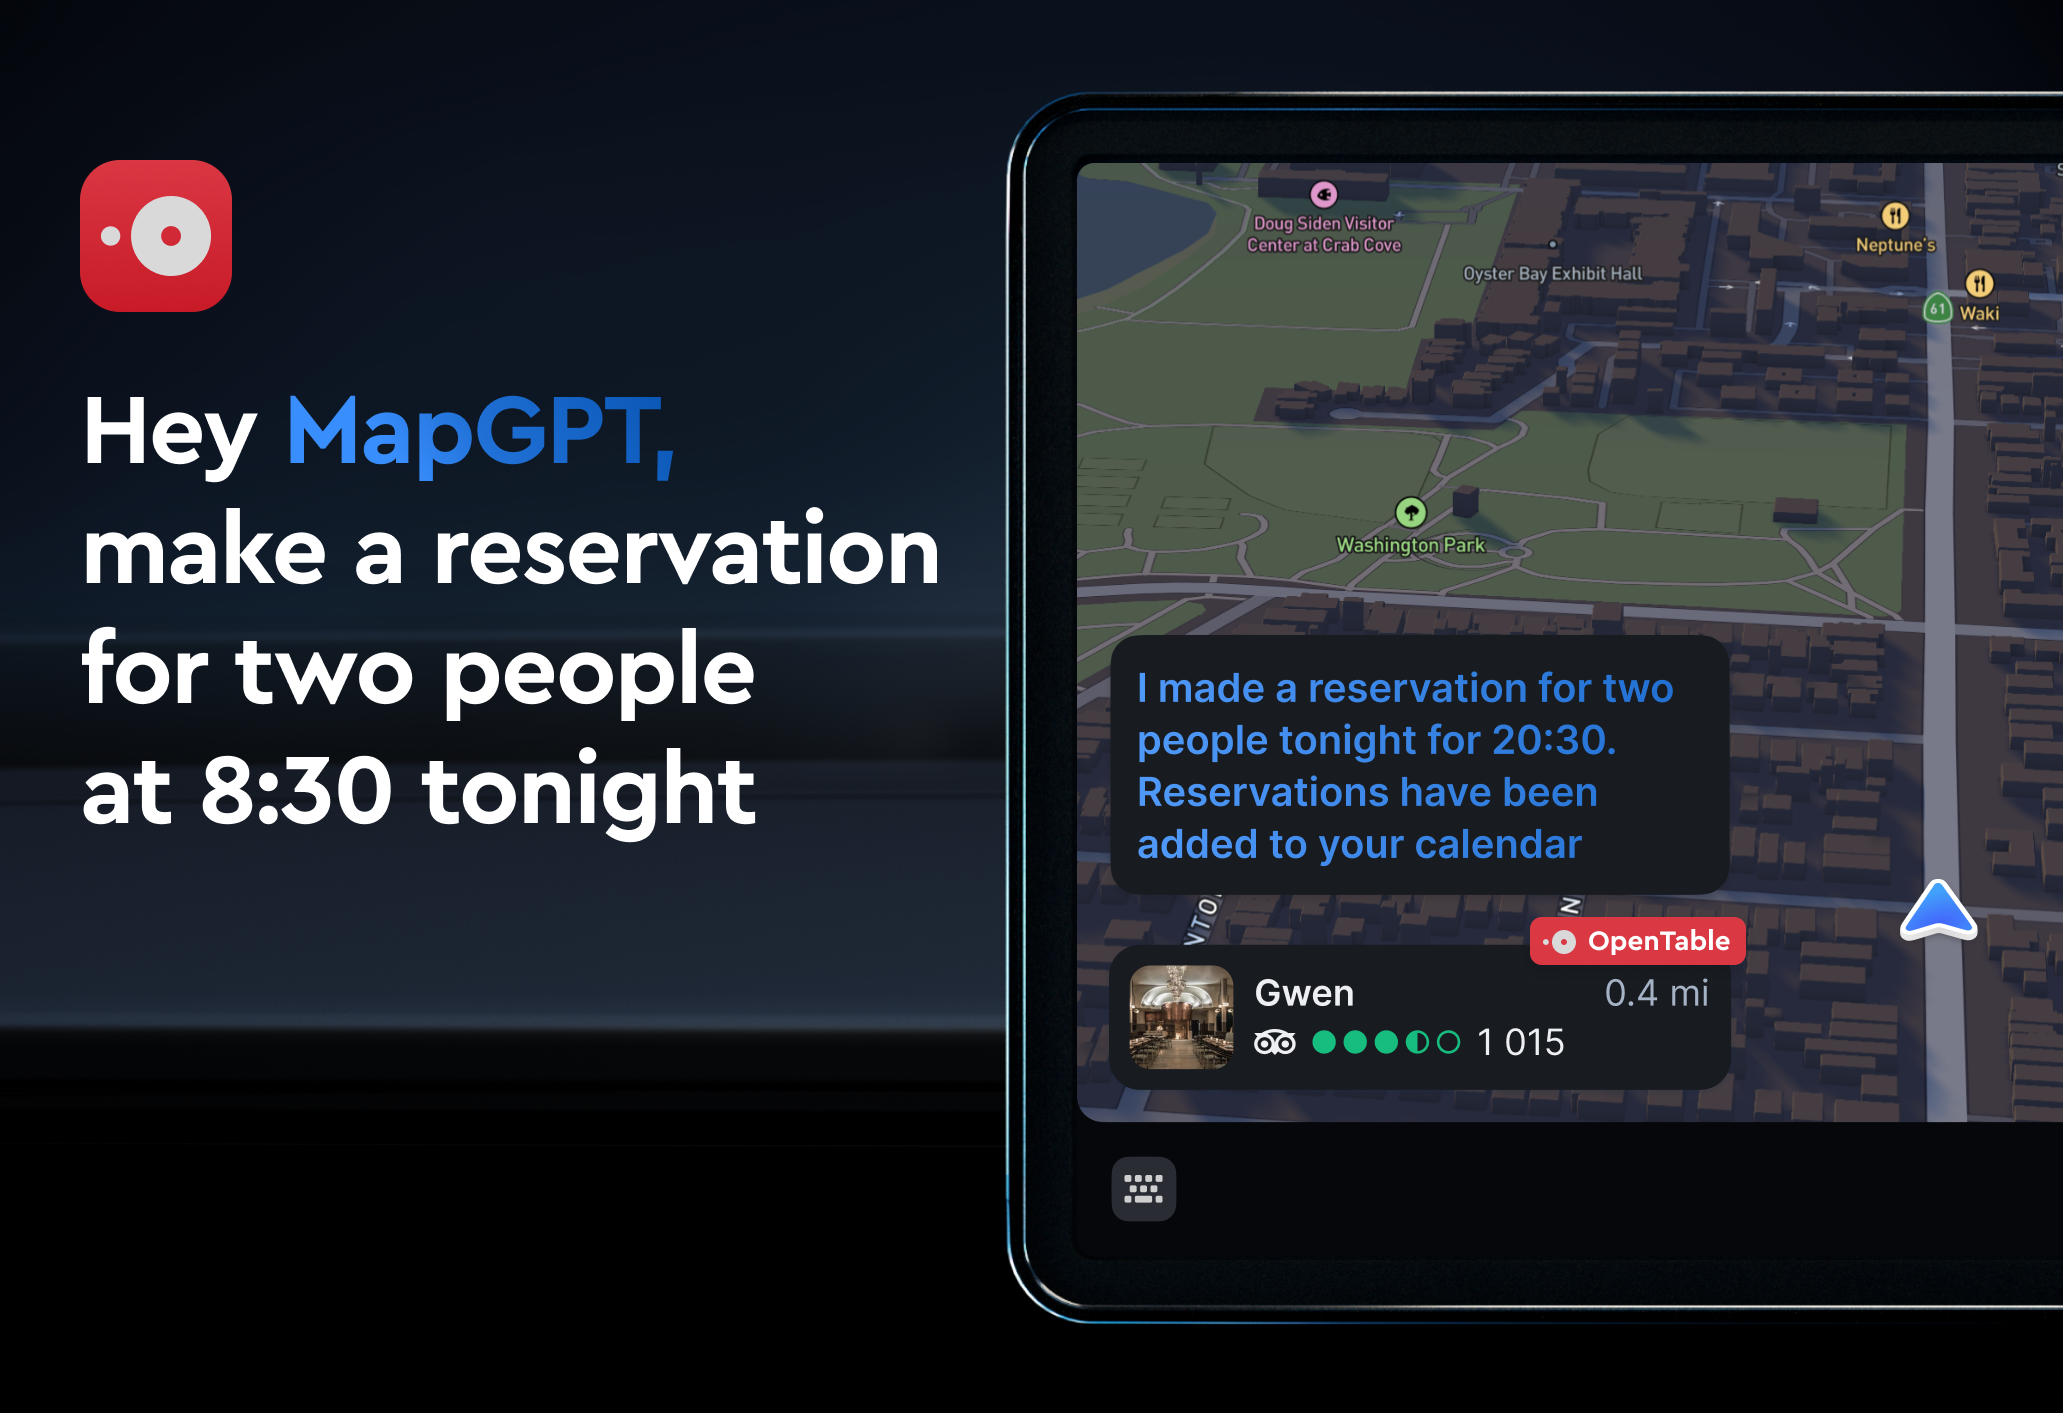 Hey MapGPT,
make a reservation
for two people
at 8:30 tonight
Doug Siden Visitor
Center at Crab Cove
Oyster Bay Exhibit Hall
Neptune's
61
Waki
Washington Park
I made a reservation for two
people tonight for 20:30.
Reservations have been
added to your calendar
OpenTable
Gwen
0.4 mi
1 015